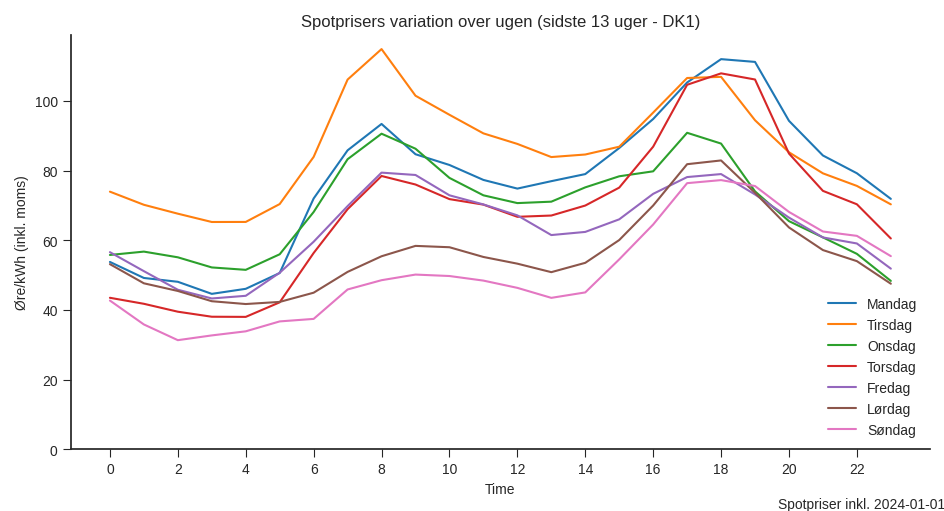 Spotprisers variation over ugen (sidste 13 uger - DK1)
Øre/kWh (inkl. moms)
100
80
60
40
20
0
Mandag
Tirsdag
Onsdag
Torsdag
Fredag
Lørdag
Søndag
0 2 4 6 8 10 12 14 16 18 20 22
Time
Spotpriser inkl. 2024-01-01